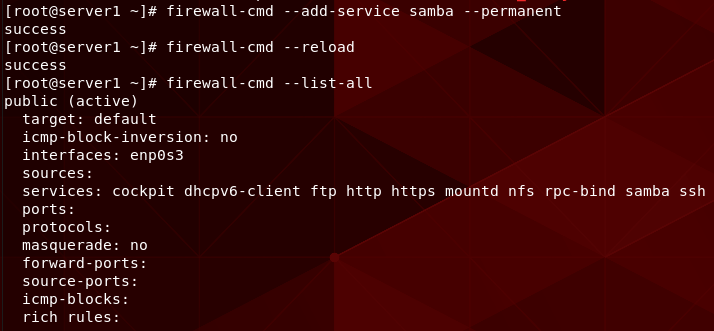 [root@server1 ~]# firewall-cmd --add-service samba --permanent
success
[root@server1 ~]# firewall-cmd --reload
success
[root@server1 ~]# firewall-cmd --list-all
public (active)
  target: default
  icmp-block-inversion: no
  interfaces: enp0s3
  sources:
  services: cockpit dhcpv6-client ftp http https mountd nfs rpc-bind samba ssh
  ports:
  protocols:
  masquerade: no
  forward-ports:
  source-ports:
  icmp-blocks:
  rich rules: